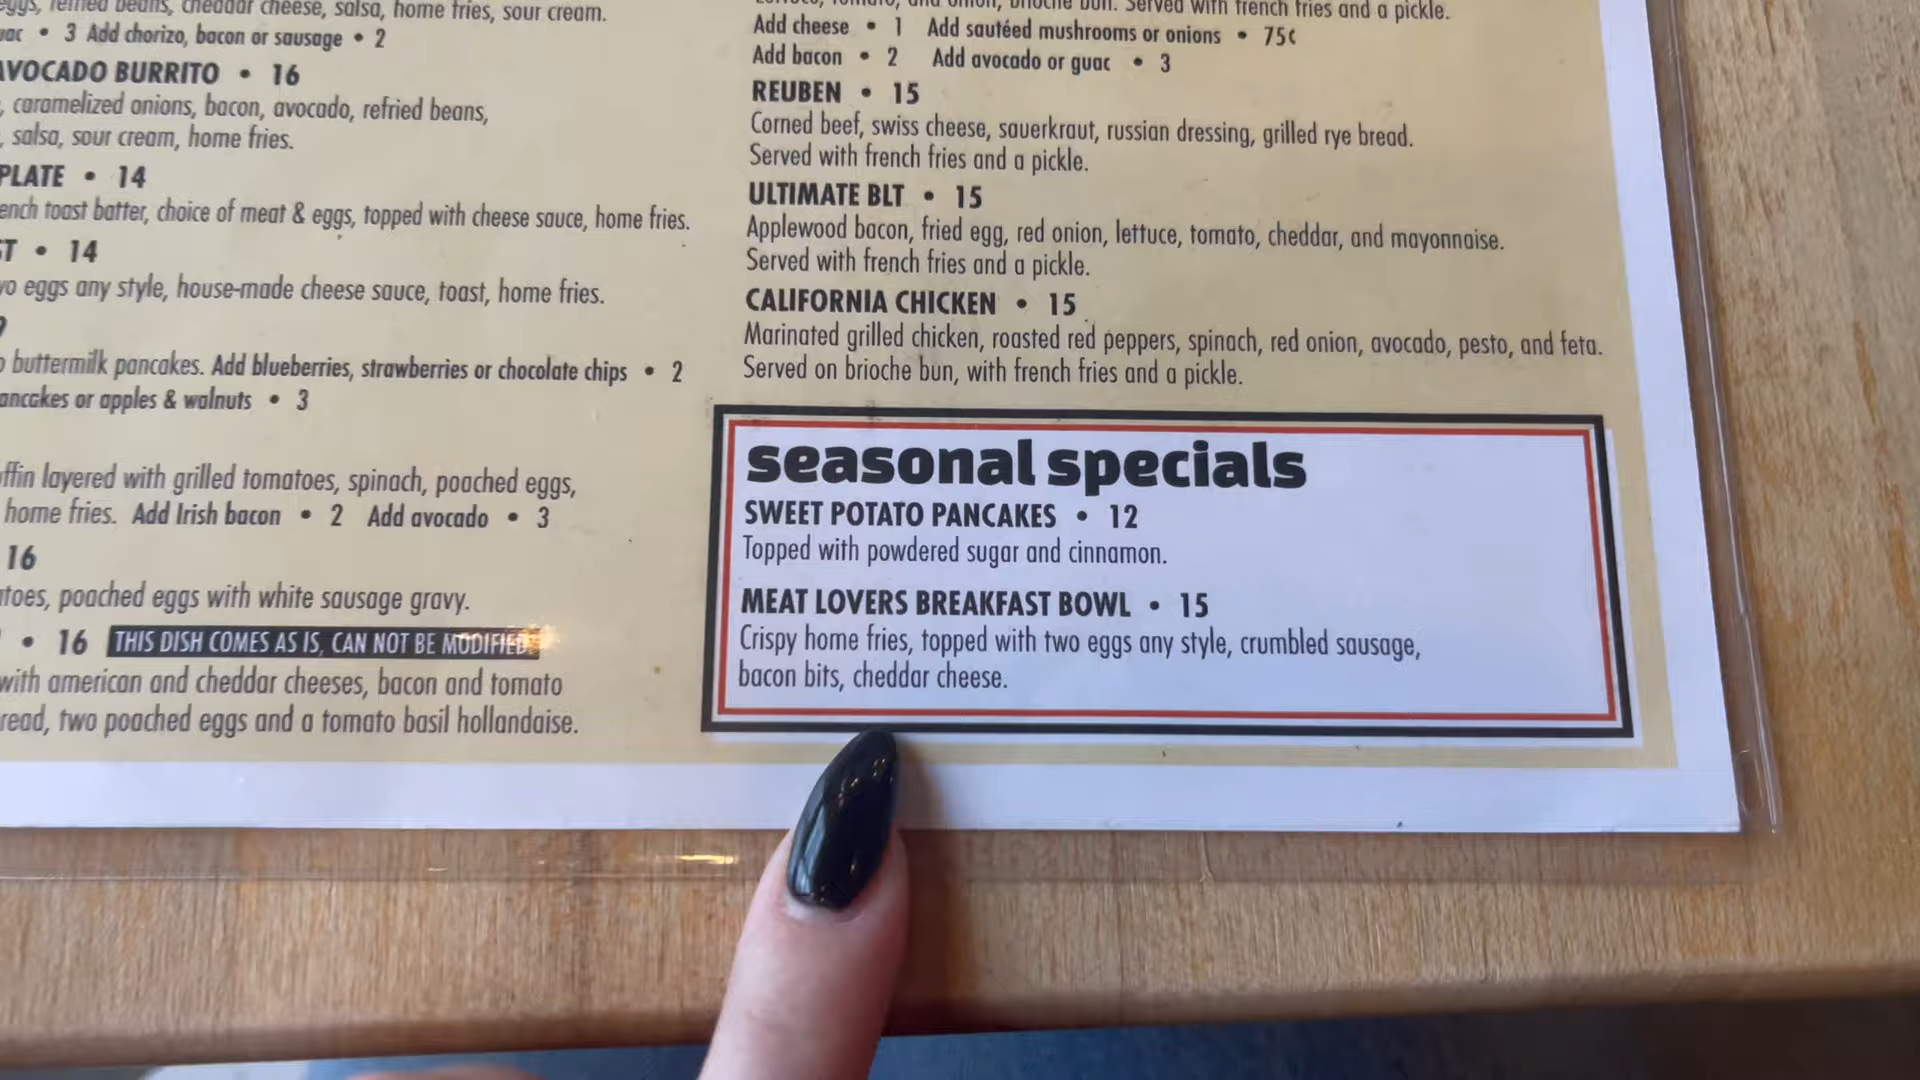 eggs, refried beans, cheddar cheese, salsa, home fries, sour cream.
• 3 Add chorizo, bacon or sausage • 2
AVOCADO BURRITO • 16
, caramelized onions, bacon, avocado, refried beans,
, salsa, sour cream, home fries.
PLATE • 14
ench toast batter, choice of meat & eggs, topped with cheese sauce, home fries.
ST • 14
wo eggs any style, house-made cheese sauce, toast, home fries.
o buttermilk pancakes. Add blueberries, strawberries or chocolate chips • 2
ancakes or apples & walnuts • 3
ffin layered with grilled tomatoes, spinach, poached eggs,
home fries. Add Irish bacon • 2 Add avocado • 3
16
toes, poached eggs with white sausage gravy.
• 16 THIS DISH COMES AS IS, CAN NOT BE MODIFIED.
with american and cheddar cheeses, bacon and tomato
read, two poached eggs and a tomato basil hollandaise.
Lettuce, tomato, and onion, brioche bun. Served with french fries and a pickle.
Add cheese • 1 Add sautéed mushrooms or onions • 75¢
Add bacon • 2 Add avocado or guac • 3
REUBEN • 15
Corned beef, swiss cheese, sauerkraut, russian dressing, grilled rye bread.
Served with french fries and a pickle.
ULTIMATE BLT • 15
Applewood bacon, fried egg, red onion, lettuce, tomato, cheddar, and mayonnaise.
Served with french fries and a pickle.
CALIFORNIA CHICKEN • 15
Marinated grilled chicken, roasted red peppers, spinach, red onion, avocado, pesto, and feta.
Served on brioche bun, with french fries and a pickle.
seasonal specials
SWEET POTATO PANCAKES • 12
Topped with powdered sugar and cinnamon.
MEAT LOVERS BREAKFAST BOWL • 15
Crispy home fries, topped with two eggs any style, crumbled sausage,
bacon bits, cheddar cheese.